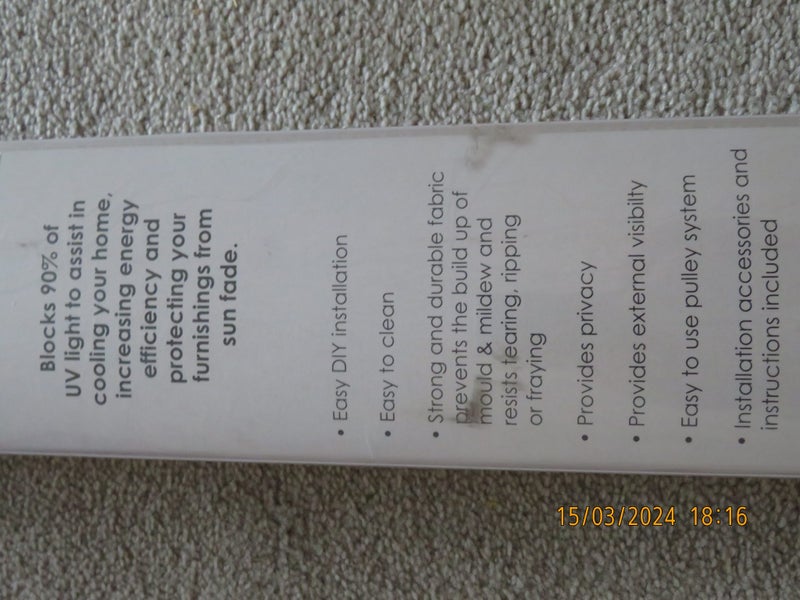 Blocks 90% of
UV light to assist in
cooling your home,
increasing energy
efficiency and
protecting your
furnishings from
sun fade.
• Easy DIY installation
• Easy to clean
• Strong and durable fabric
prevents the build up of
mould & mildew and
resists tearing, ripping
or fraying
• Provides privacy
• Provides external visibilty
• Easy to use pulley system
• Installation accessories and
instructions included
15/03/2024 18:16